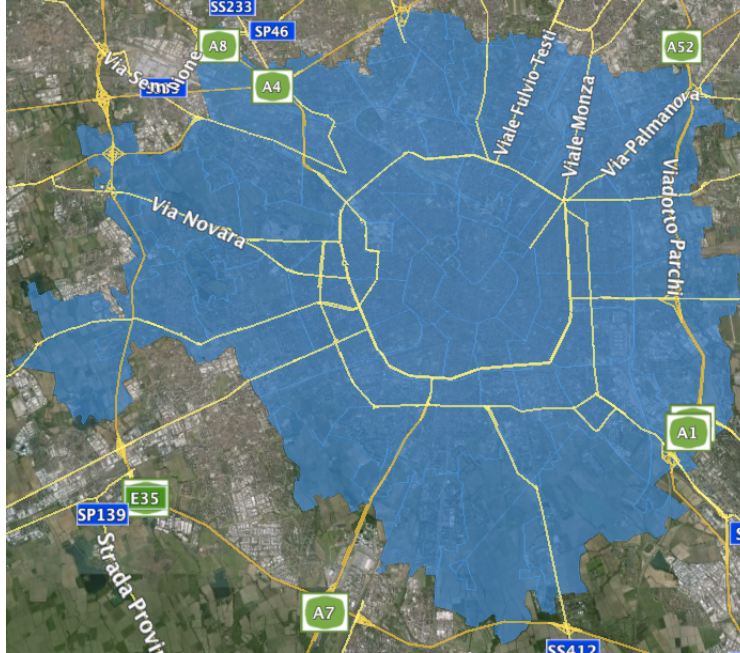 SS233
SP46
A8
A52
Via Sempione
A4
Viale-Fulvio-Testi
Viale-Monza
Via-Palmanova
Viadotto Parchi
Via-Novara
A1
E35
SP139
Strada Provi
A7
SS412